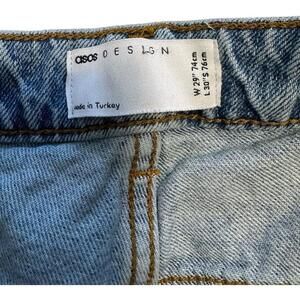 asos DESIGN
Made in Turkey
W 29" 74cm
L 30"S 76cm